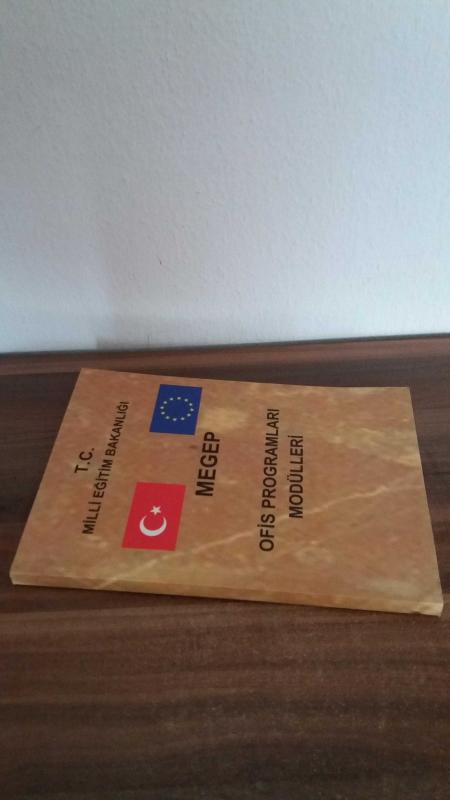 T.C.
MİLLİ EĞİTİM BAKANLIĞI
MEGEP
OFİS PROGRAMLARI
MODÜLLERİ